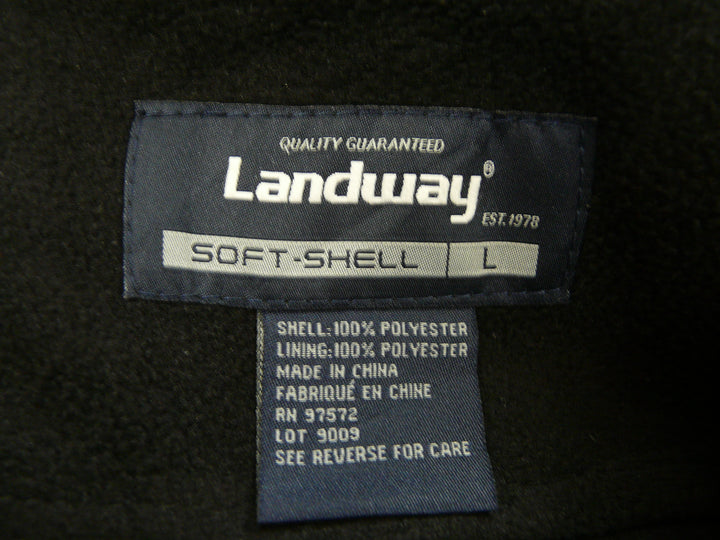 QUALITY GUARANTEED
Landway®
EST.1978
SOFT-SHELL L
SHELL:100% POLYESTER
LINING:100% POLYESTER
MADE IN CHINA
FABRIQUÉ EN CHINE
RN 97572
LOT 9009
SEE REVERSE FOR CARE